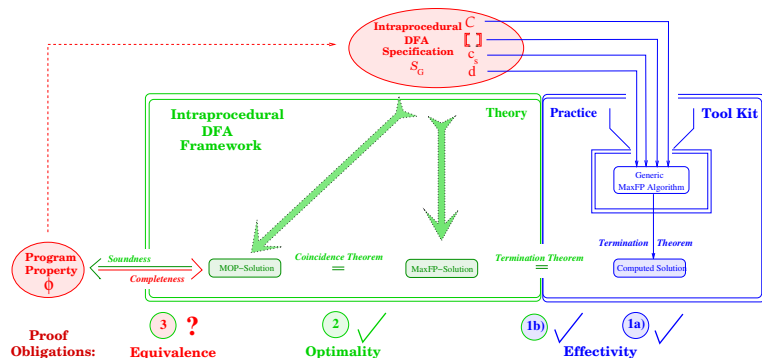 Intraprocedural
DFA
Specification
S_G
C
[[ ]]
c_s
d
Intraprocedural
DFA
Framework
Theory
Practice
Tool Kit
Generic
MaxFP Algorithm
Termination Theorem
Program
Property
ϕ
Soundness
Completeness
MOP-Solution
Coincidence Theorem
=
MaxFP-Solution
Termination Theorem
=
Computed Solution
Proof
Obligations:
3 ?
Equivalence
2
Optimality
1b)
1a)
Effectivity